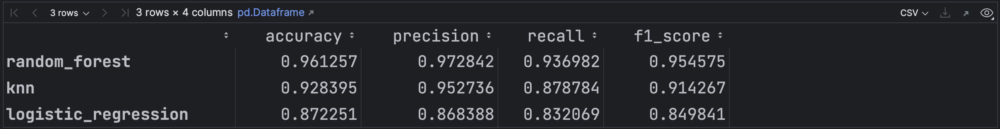 3 rows 3 rows × 4 columns pd.Dataframe CSV
accuracy precision recall f1_score
random_forest 0.961257 0.972842 0.936982 0.954575
knn 0.928395 0.952736 0.878784 0.914267
logistic_regression 0.872251 0.868388 0.832069 0.849841